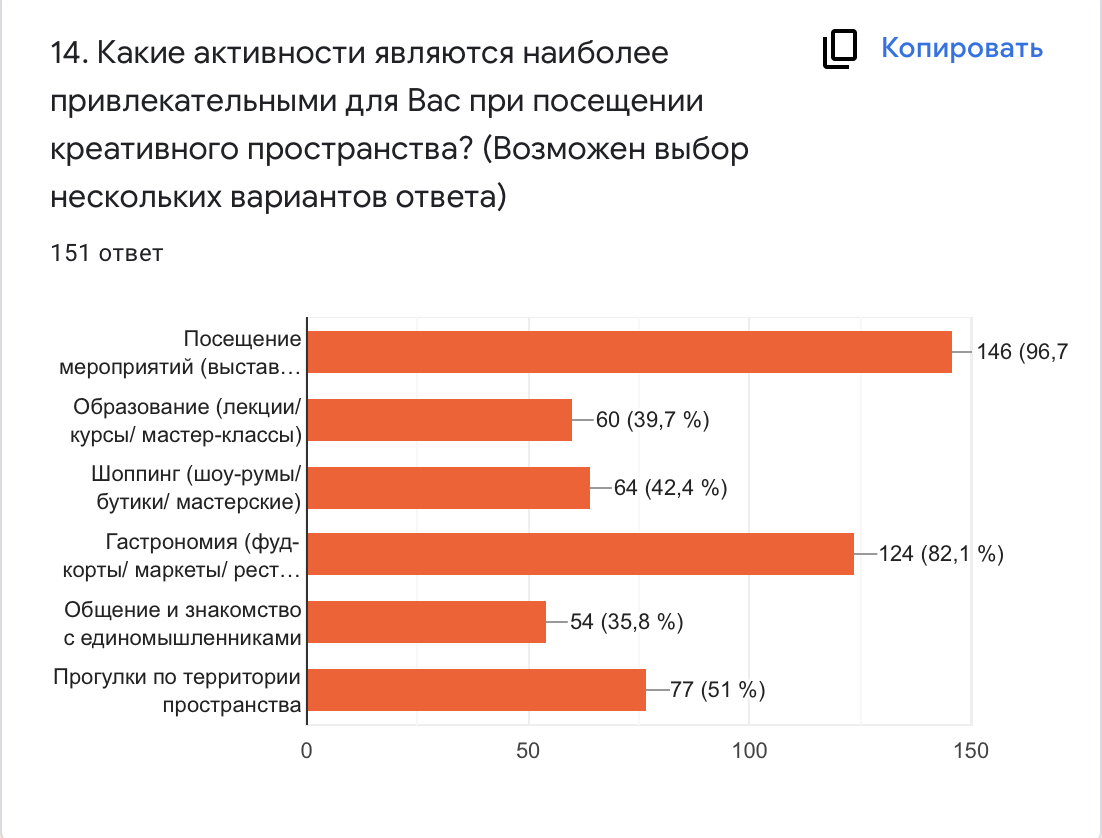 14. Какие активности являются наиболее
привлекательными для Вас при посещении
креативного пространства? (Возможен выбор
нескольких вариантов ответа)
Копировать
151 ответ
Посещение
мероприятий (выстав…
146 (96,7
Образование (лекции/
курсы/ мастер-классы)
60 (39,7 %)
Шоппинг (шоу-румы/
бутики/ мастерские)
64 (42,4 %)
Гастрономия (фуд-
корты/ маркеты/ рест…
124 (82,1 %)
Общение и знакомство
с единомышленниками
54 (35,8 %)
Прогулки по территории
пространства
77 (51 %)
0 50 100 150